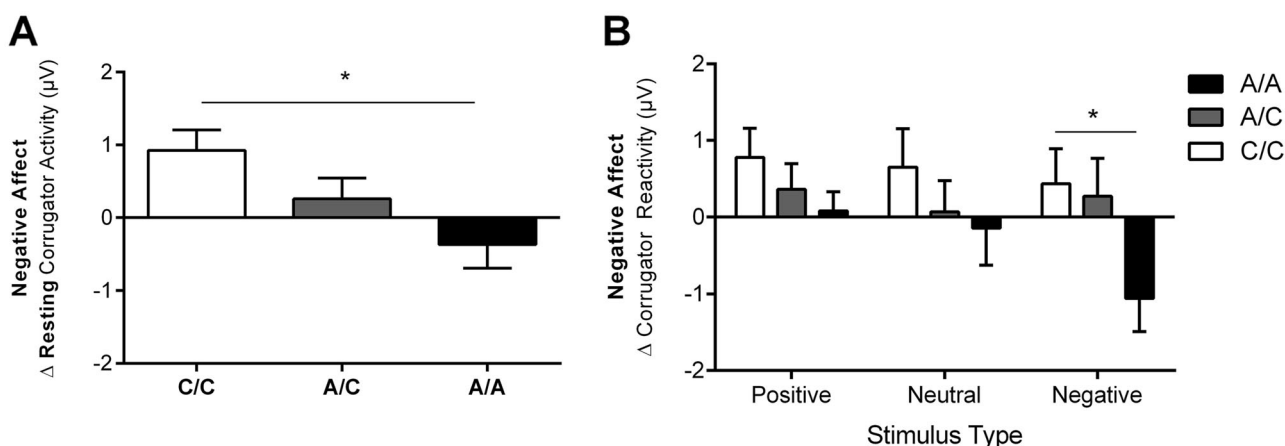 A
Negative Affect
Δ Resting Corrugator Activity (µV)
2
1
0
-1
-2
*
C/C
A/C
A/A
B
Negative Affect
Δ Corrugator Reactivity (µV)
2
1
0
-1
-2
*
Positive
Neutral
Negative
Stimulus Type
A/A
A/C
C/C